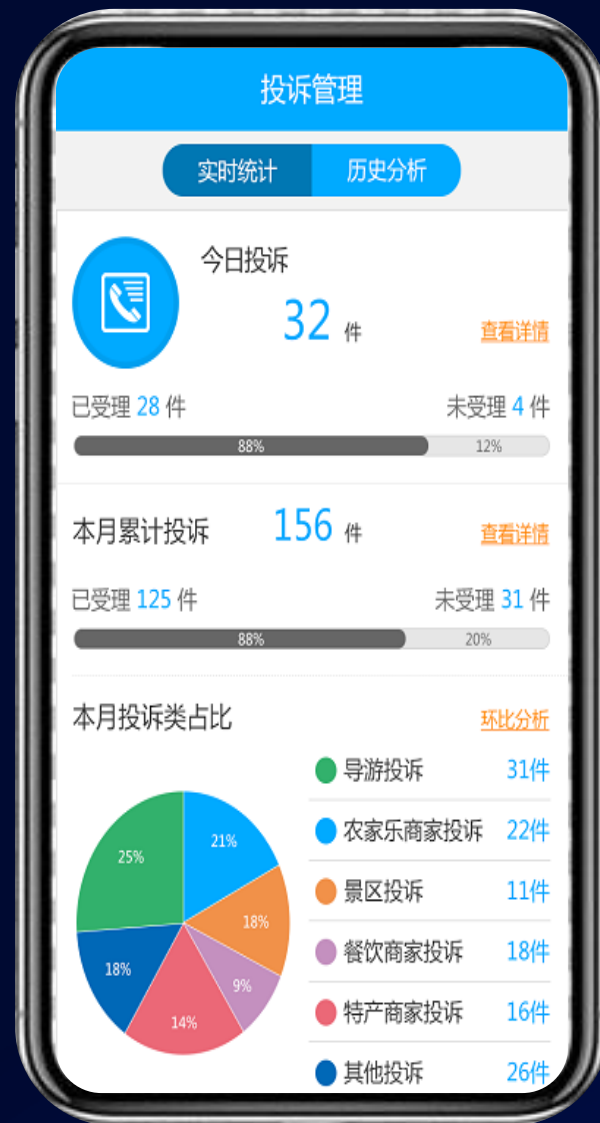 投诉管理
实时统计 历史分析
今日投诉
32 件 查看详情
已受理 28 件 未受理 4 件
88% 12%
本月累计投诉 156 件 查看详情
已受理 125 件 未受理 31 件
88% 20%
本月投诉类占比 环比分析
导游投诉 31件
农家乐商家投诉 22件
景区投诉 11件
餐饮商家投诉 18件
特产商家投诉 16件
其他投诉 26件
21%
25%
18%
18%
9%
14%